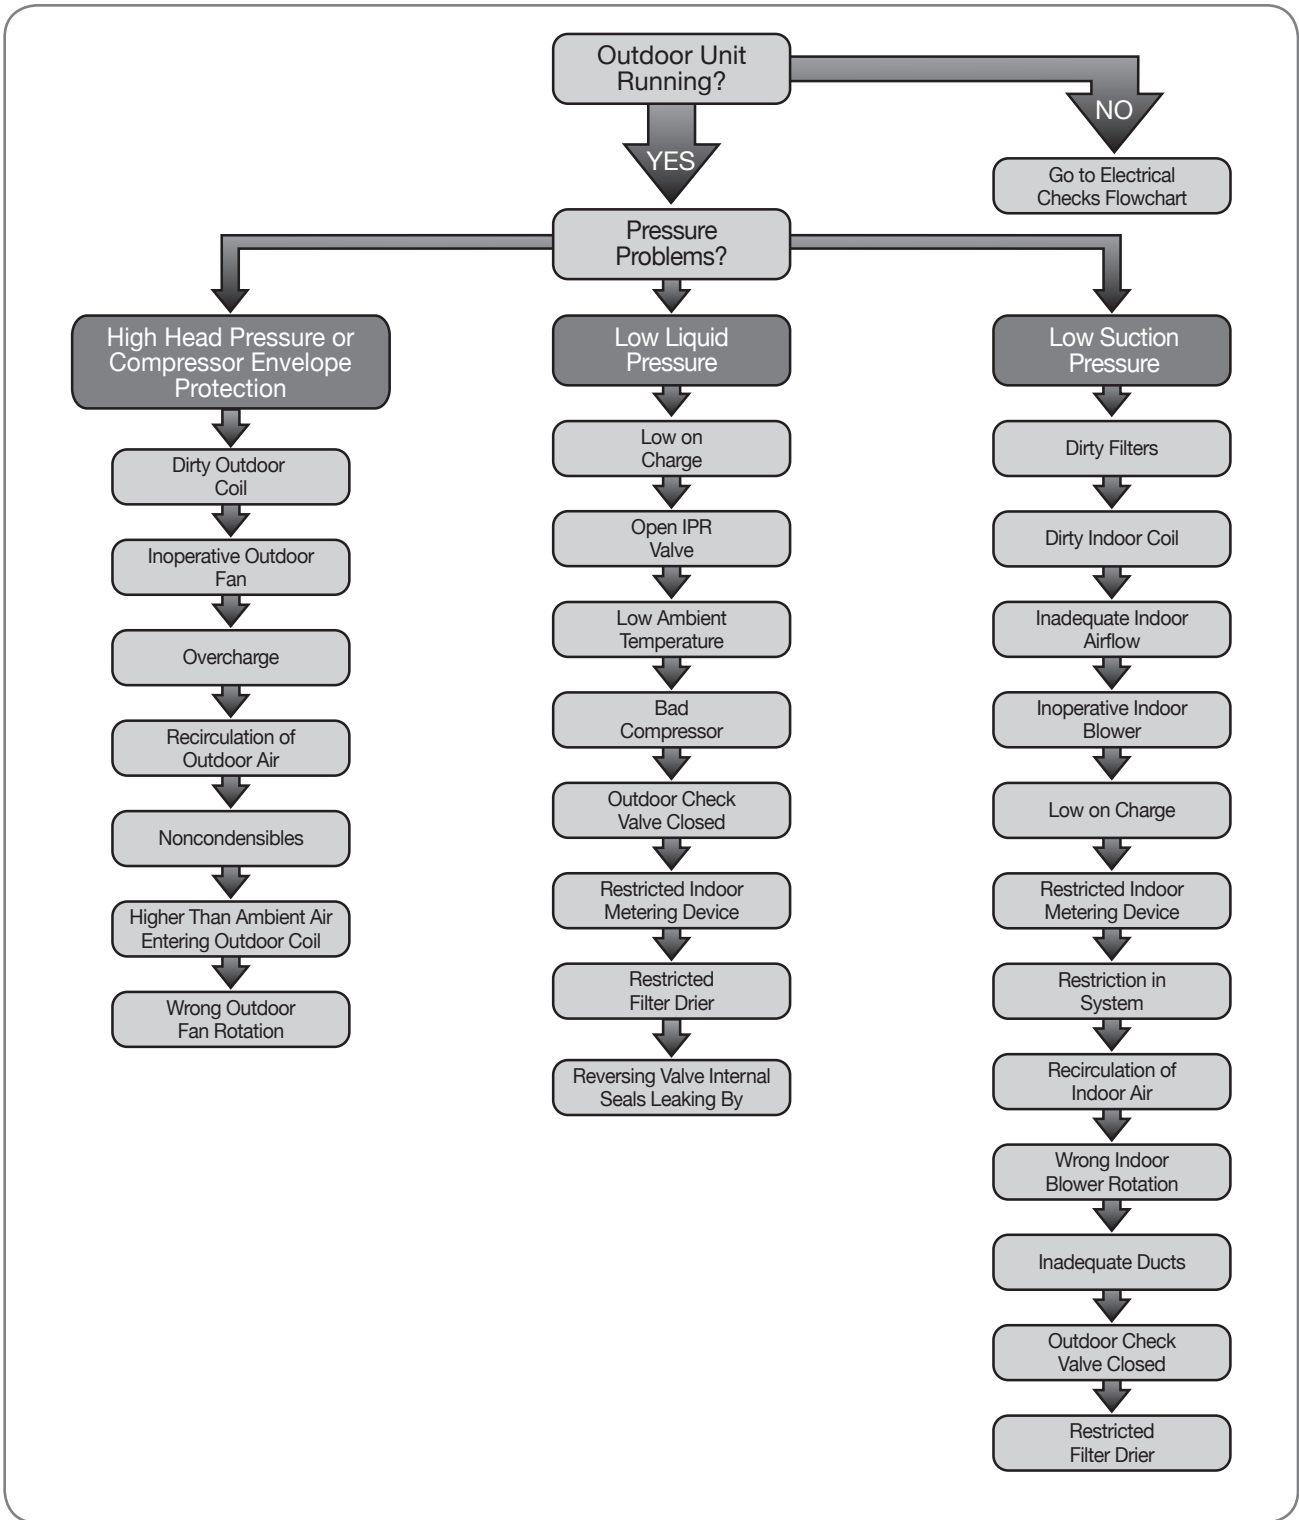 Outdoor Unit
Running?
NO
YES
Go to Electrical
Checks Flowchart
Pressure
Problems?
High Head Pressure or
Compressor Envelope
Protection
Dirty Outdoor
Coil
Inoperative Outdoor
Fan
Overcharge
Recirculation of
Outdoor Air
Noncondensibles
Higher Than Ambient Air
Entering Outdoor Coil
Wrong Outdoor
Fan Rotation
Low Liquid
Pressure
Low on
Charge
Open IPR
Valve
Low Ambient
Temperature
Bad
Compressor
Outdoor Check
Valve Closed
Restricted Indoor
Metering Device
Restricted
Filter Drier
Reversing Valve Internal
Seals Leaking By
Low Suction
Pressure
Dirty Filters
Dirty Indoor Coil
Inadequate Indoor
Airflow
Inoperative Indoor
Blower
Low on Charge
Restricted Indoor
Metering Device
Restriction in
System
Recirculation of
Indoor Air
Wrong Indoor
Blower Rotation
Inadequate Ducts
Outdoor Check
Valve Closed
Restricted
Filter Drier